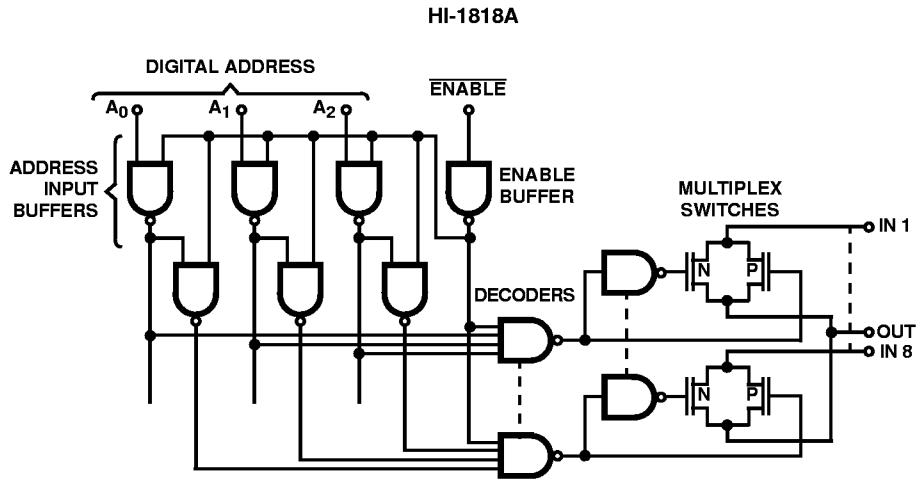 HI-1818A
DIGITAL ADDRESS
A0 A1 A2
ENABLE
ADDRESS
INPUT
BUFFERS
ENABLE
BUFFER
MULTIPLEX
SWITCHES
IN 1
N P
DECODERS
OUT
IN 8
N P